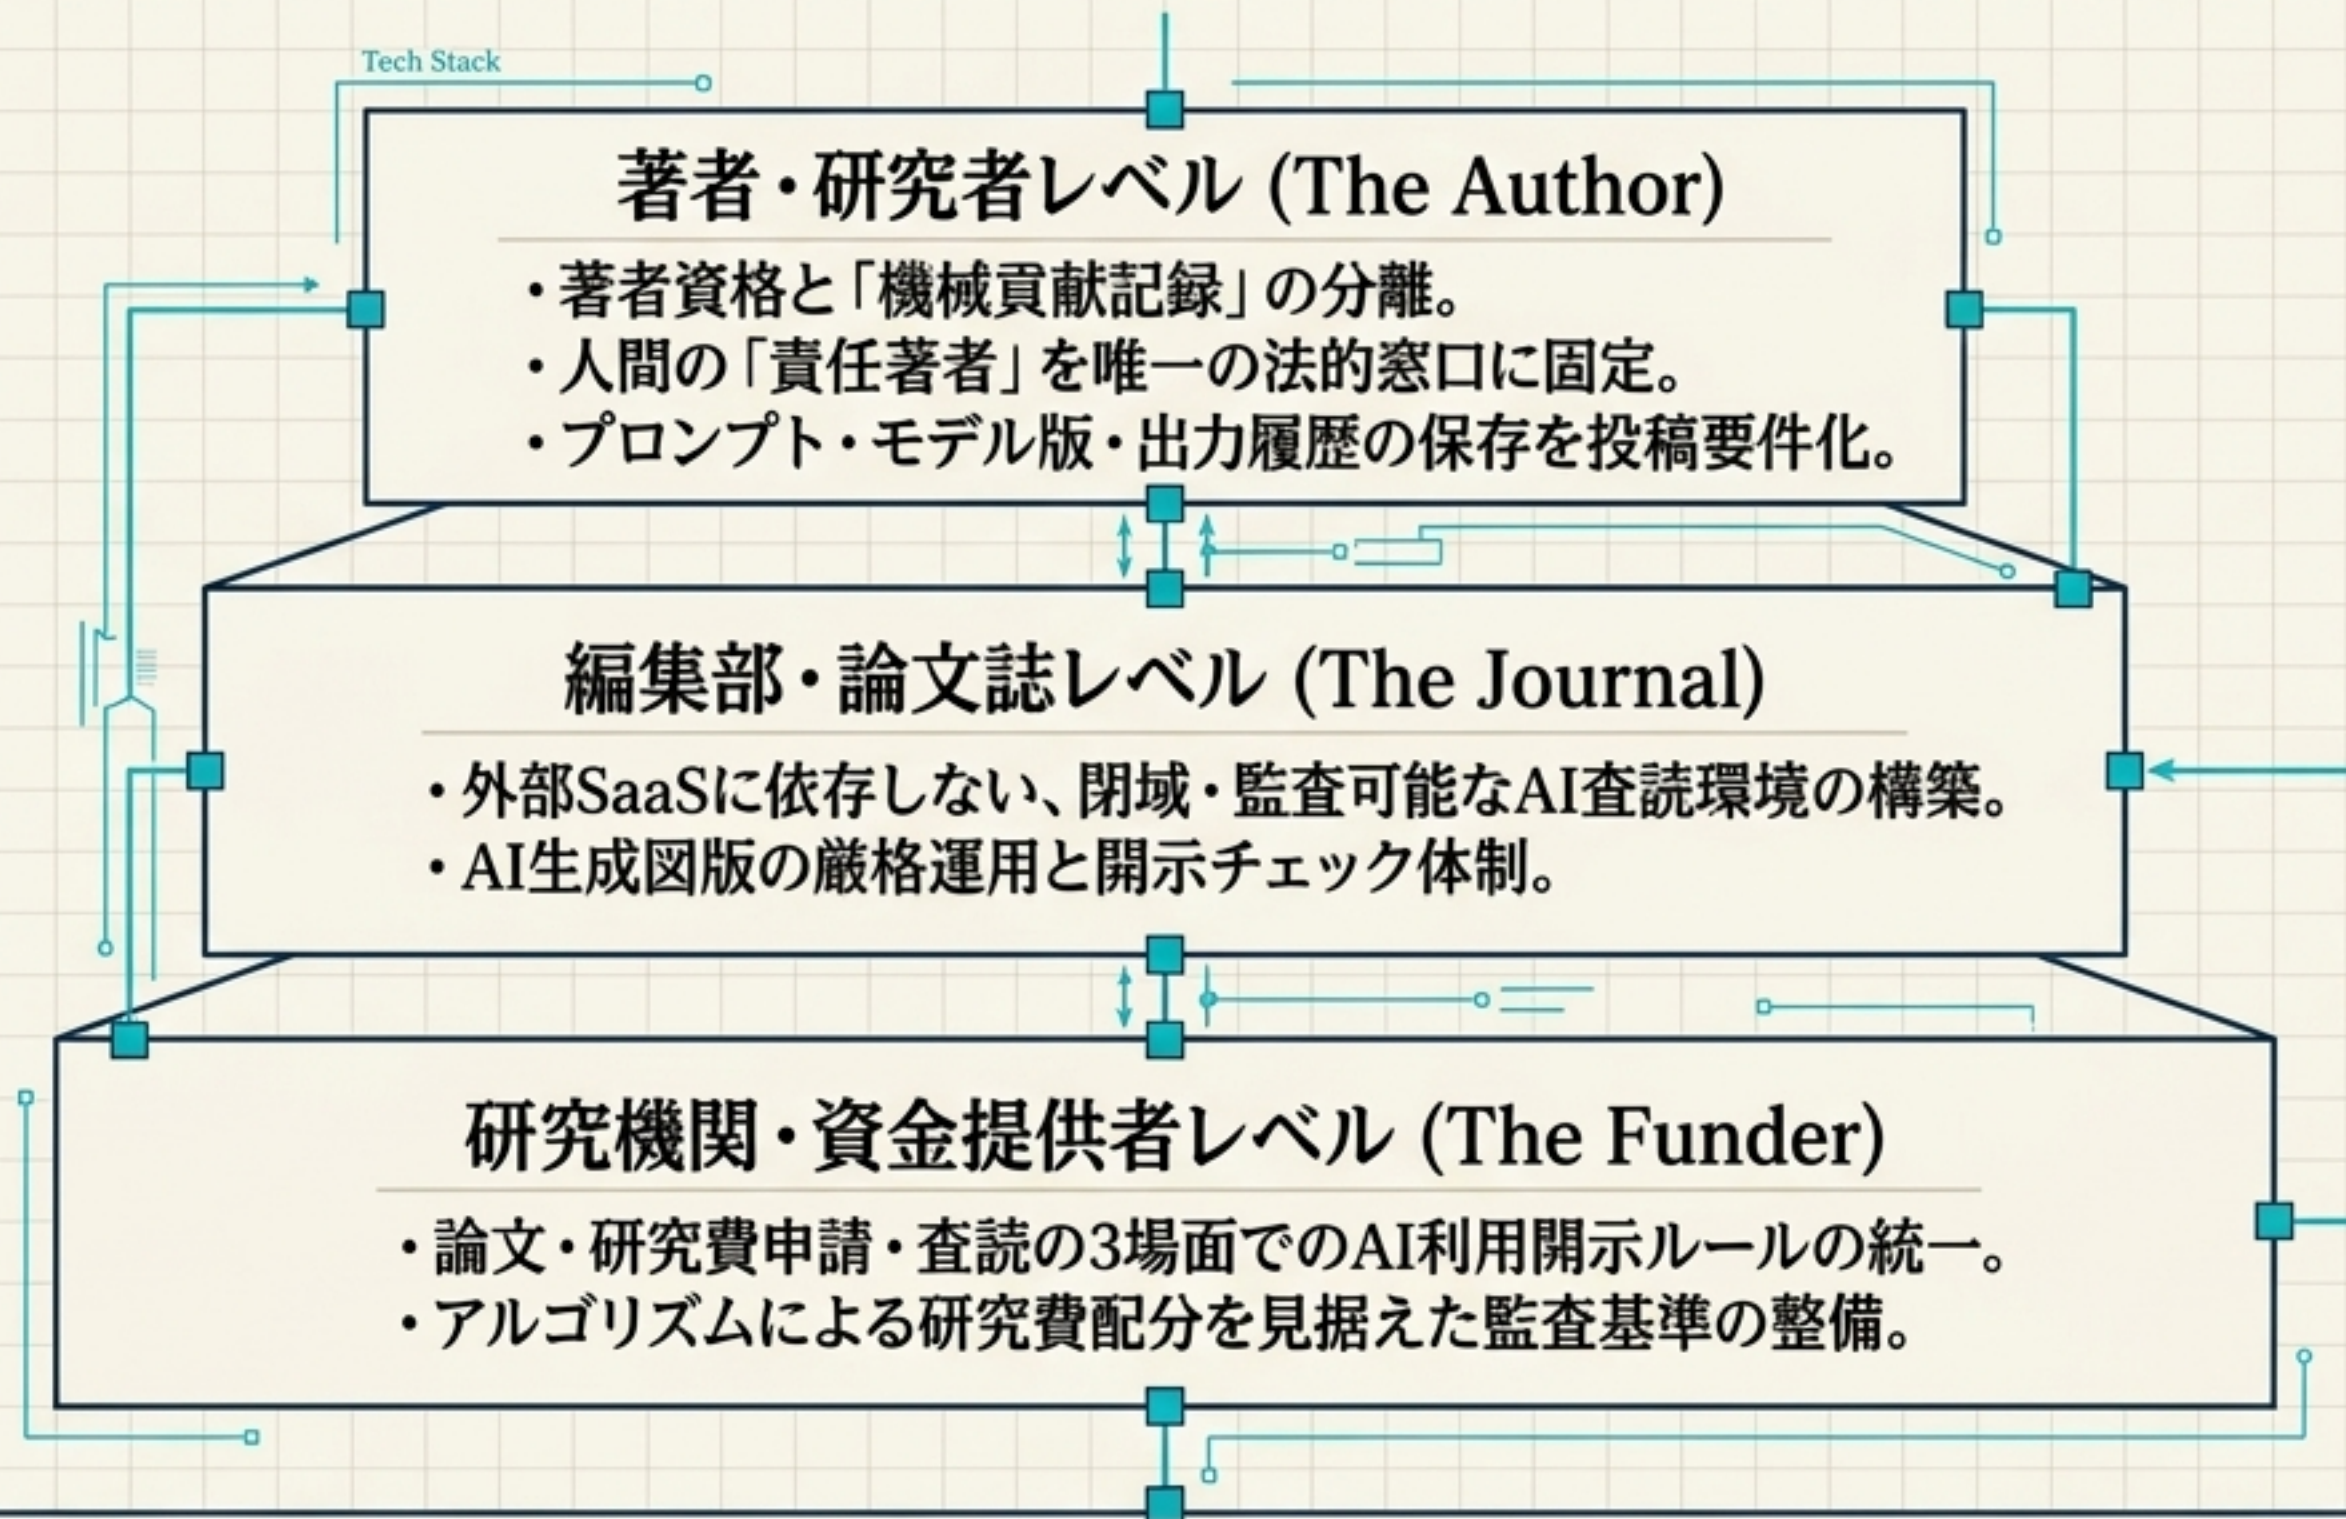 Tech Stack
著者・研究者レベル (The Author)
・著者資格と「機械貢献記録」の分離。
・人間の「責任著者」を唯一の法的窓口に固定。
・プロンプト・モデル版・出力履歴の保存を投稿要件化。
編集部・論文誌レベル (The Journal)
・外部SaaSに依存しない、閉域・監査可能なAI査読環境の構築。
・AI生成図版の厳格運用と開示チェック体制。
研究機関・資金提供者レベル (The Funder)
・論文・研究費申請・査読の3場面でのAI利用開示ルールの統一。
・アルゴリズムによる研究費配分を見据えた監査基準の整備。